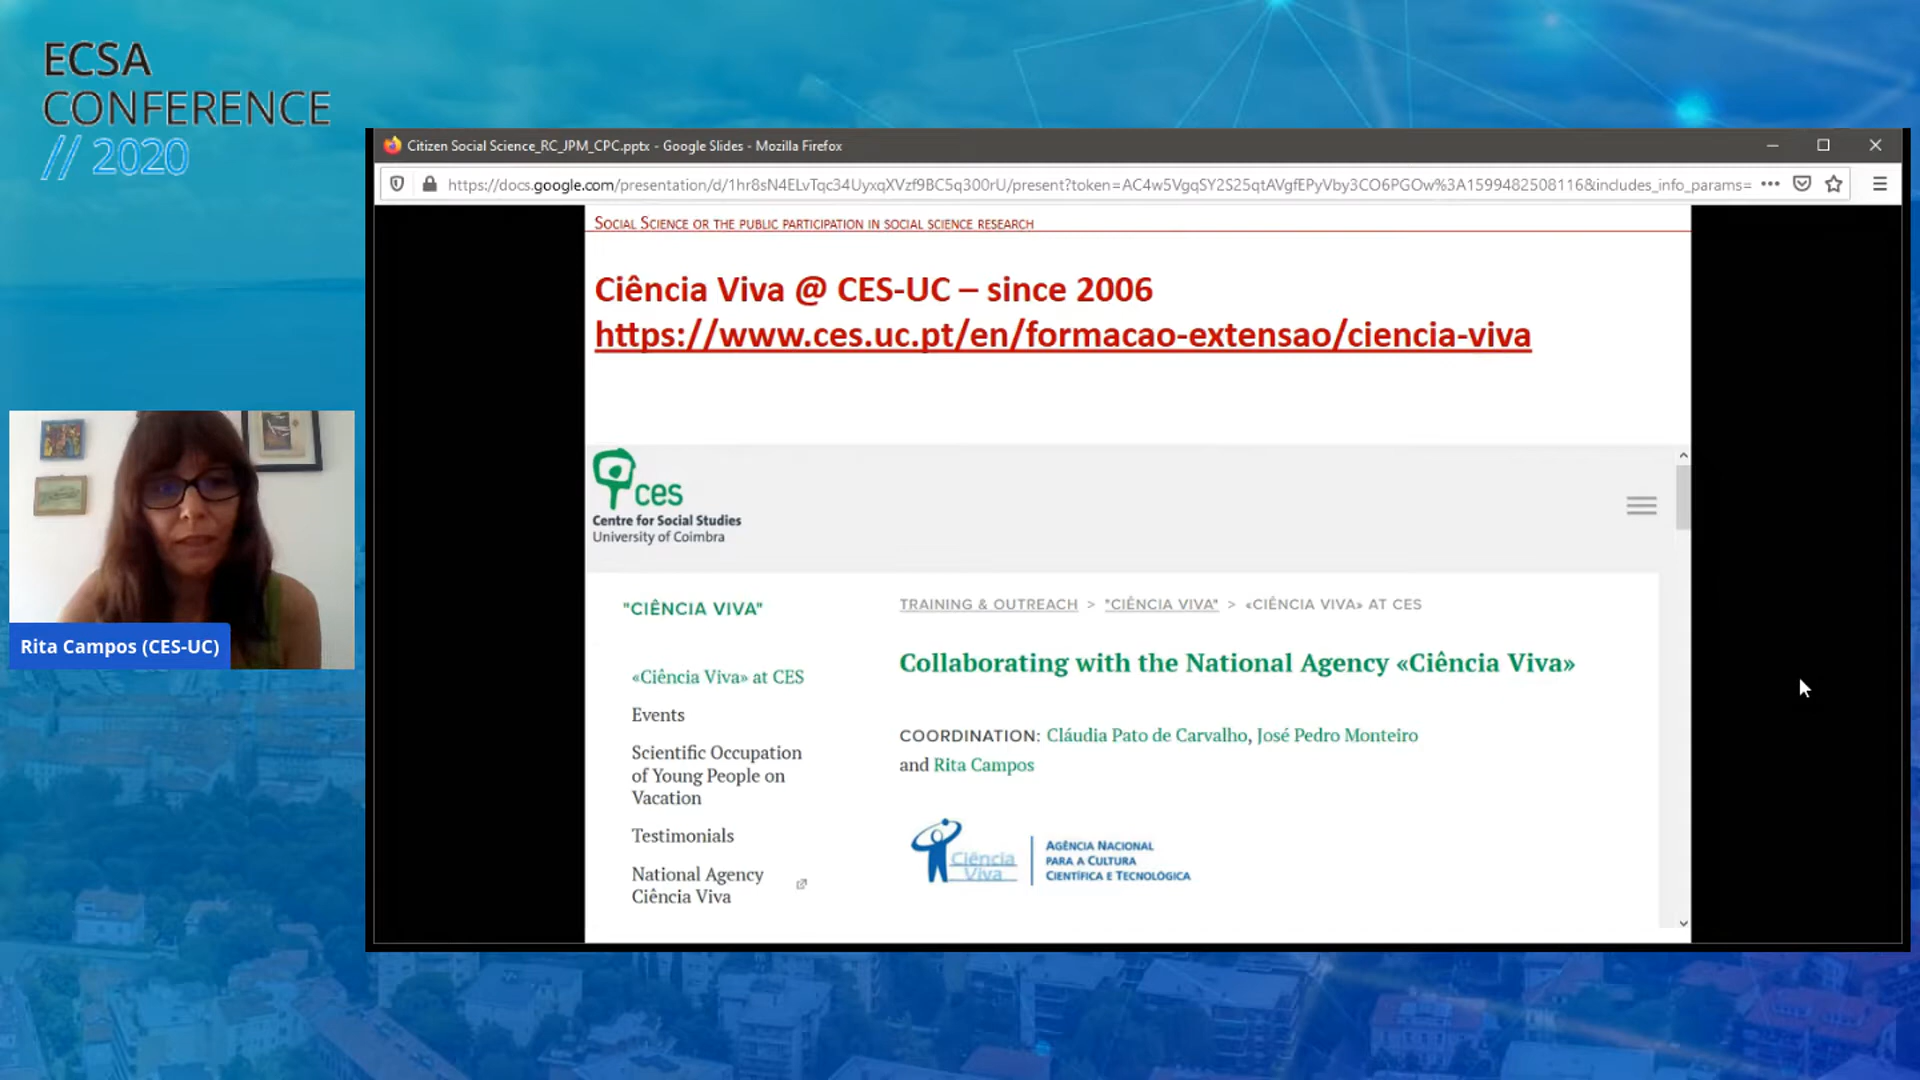 ECSA
CONFERENCE
// 2020
Citizen Social Science_RC_JPM_CPC.pptx - Google Slides - Mozilla Firefox
https://docs.google.com/presentation/d/1hr8sN4ELvTqc34UyxqXVzf9BC5q300rU/present?token=AC4w5VgqSY2S25qtAVgfEPyVby3CO6PGOw%3A1599482508116&includes_info_params=
SOCIAL SCIENCE OR THE PUBLIC PARTICIPATION IN SOCIAL SCIENCE RESEARCH
Ciência Viva @ CES-UC – since 2006
https://www.ces.uc.pt/en/formacao-extensao/ciencia-viva
ces
Centre for Social Studies
University of Coimbra
"CIÊNCIA VIVA"
«Ciência Viva» at CES
Events
Scientific Occupation
of Young People on
Vacation
Testimonials
National Agency
Ciência Viva
TRAINING & OUTREACH > "CIÊNCIA VIVA" > «CIÊNCIA VIVA» AT CES
Collaborating with the National Agency «Ciência Viva»
COORDINATION: Cláudia Pato de Carvalho, José Pedro Monteiro
and Rita Campos
Ciência
Viva
AGÊNCIA NACIONAL
PARA A CULTURA
CIENTÍFICA E TECNOLÓGICA
Rita Campos (CES-UC)